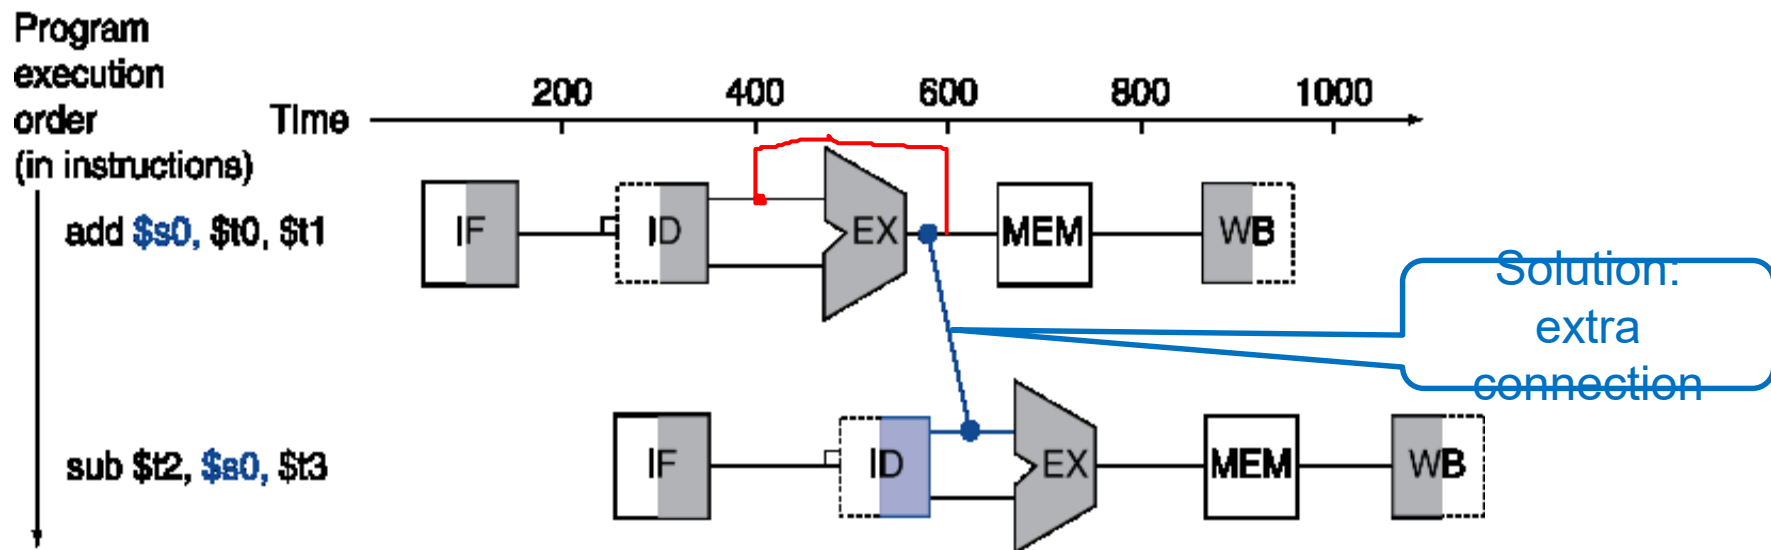 Program
execution
order
(in instructions)
Time
200 400 600 800 1000
add $s0, $t0, $t1
IF ID EX MEM WB
Solution:
extra
connection
sub $t2, $s0, $t3
IF ID EX MEM WB